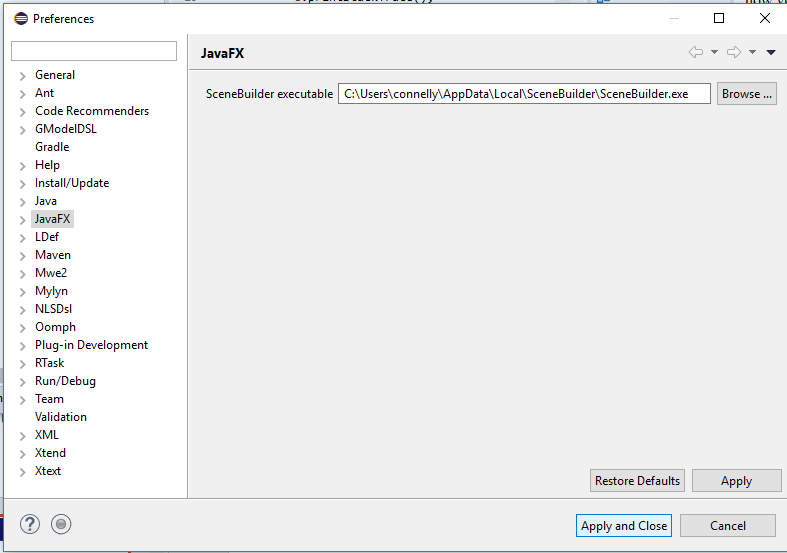 Preferences
JavaFX
SceneBuilder executable C:\Users\connelly\AppData\Local\SceneBuilder\SceneBuilder.exe Browse ...
General
Ant
Code Recommenders
GModelDSL
Gradle
Help
Install/Update
Java
JavaFX
LDef
Maven
Mwe2
Mylyn
NLSDsl
Oomph
Plug-in Development
RTask
Run/Debug
Team
Validation
XML
Xtend
Xtext
Restore Defaults Apply
? Apply and Close Cancel